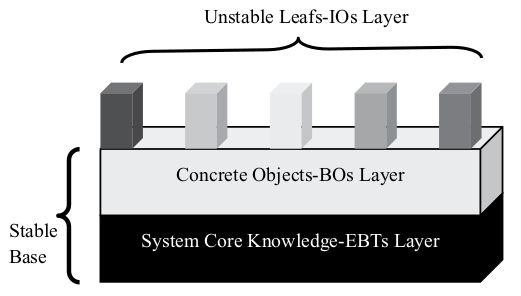 Unstable Leafs-IOs Layer
Concrete Objects-BOs Layer
System Core Knowledge-EBTs Layer
Stable
Base